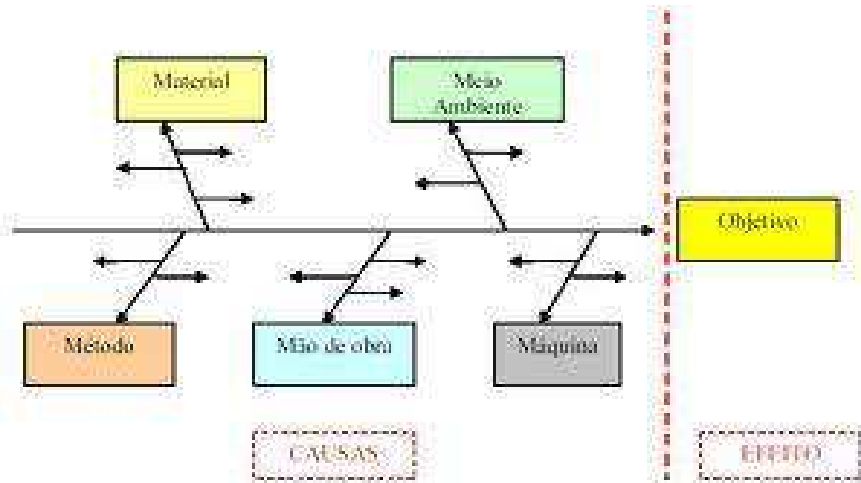 Material
Meio
Ambiente
Objetivo
Método
Mão de obra
Máquina
CAUSAS
EFEITO